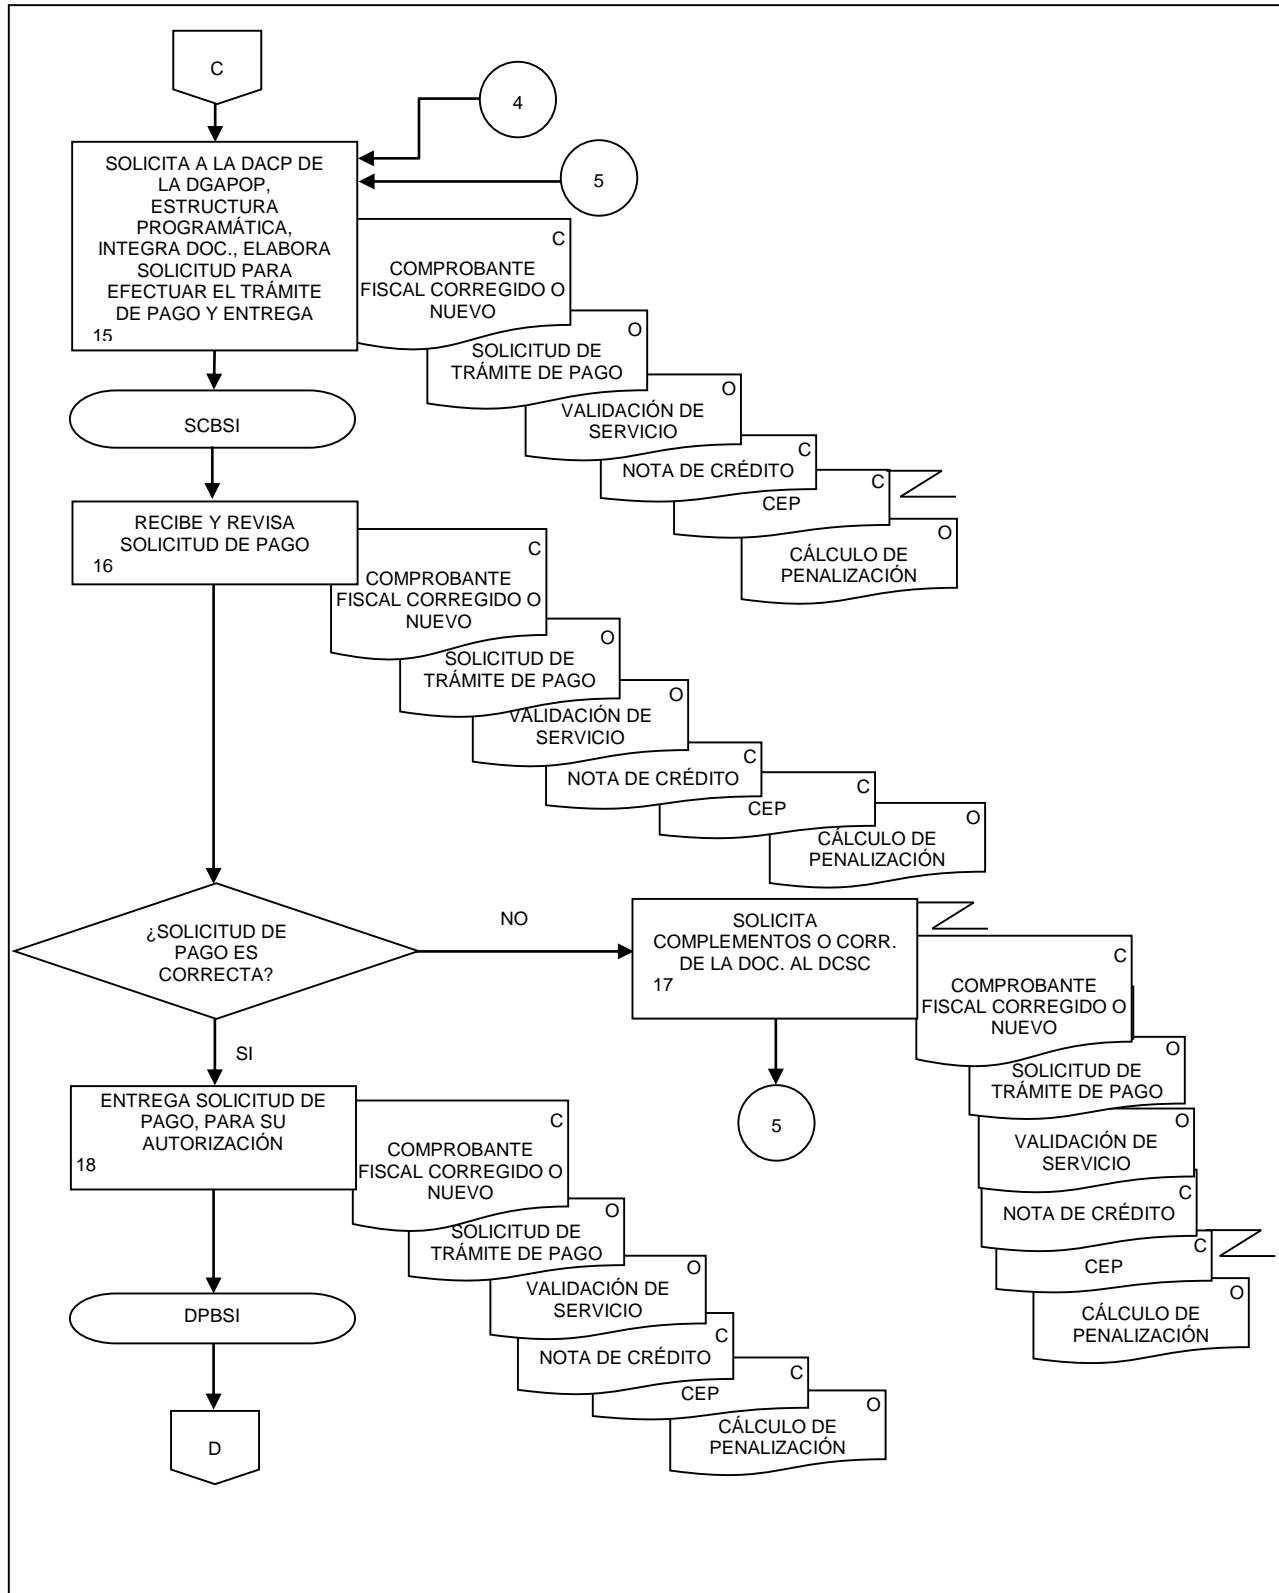 C
4
5
SOLICITA A LA DACP DE
LA DGAPOP,
ESTRUCTURA
PROGRAMÁTICA,
INTEGRA DOC., ELABORA
SOLICITUD PARA
EFECTUAR EL TRÁMITE
DE PAGO Y ENTREGA
15
C
COMPROBANTE
FISCAL CORREGIDO O
NUEVO
O
SOLICITUD DE
TRÁMITE DE PAGO
O
VALIDACIÓN DE
SERVICIO
C
NOTA DE CRÉDITO
C
CEP
O
CÁLCULO DE
PENALIZACIÓN
SCBSI
RECIBE Y REVISA
SOLICITUD DE PAGO
16
C
COMPROBANTE
FISCAL CORREGIDO O
NUEVO
O
SOLICITUD DE
TRÁMITE DE PAGO
O
VALIDACIÓN DE
SERVICIO
C
NOTA DE CRÉDITO
C
CEP
O
CÁLCULO DE
PENALIZACIÓN
¿SOLICITUD DE
PAGO ES
CORRECTA?
NO
SOLICITA
COMPLEMENTOS O CORR.
DE LA DOC. AL DCSC
17
C
COMPROBANTE
FISCAL CORREGIDO O
NUEVO
O
SOLICITUD DE
TRÁMITE DE PAGO
O
VALIDACIÓN DE
SERVICIO
C
NOTA DE CRÉDITO
C
CEP
O
CÁLCULO DE
PENALIZACIÓN
5
SI
ENTREGA SOLICITUD DE
PAGO, PARA SU
AUTORIZACIÓN
18
C
COMPROBANTE
FISCAL CORREGIDO O
NUEVO
O
SOLICITUD DE
TRÁMITE DE PAGO
O
VALIDACIÓN DE
SERVICIO
C
NOTA DE CRÉDITO
C
CEP
O
CÁLCULO DE
PENALIZACIÓN
DPBSI
D